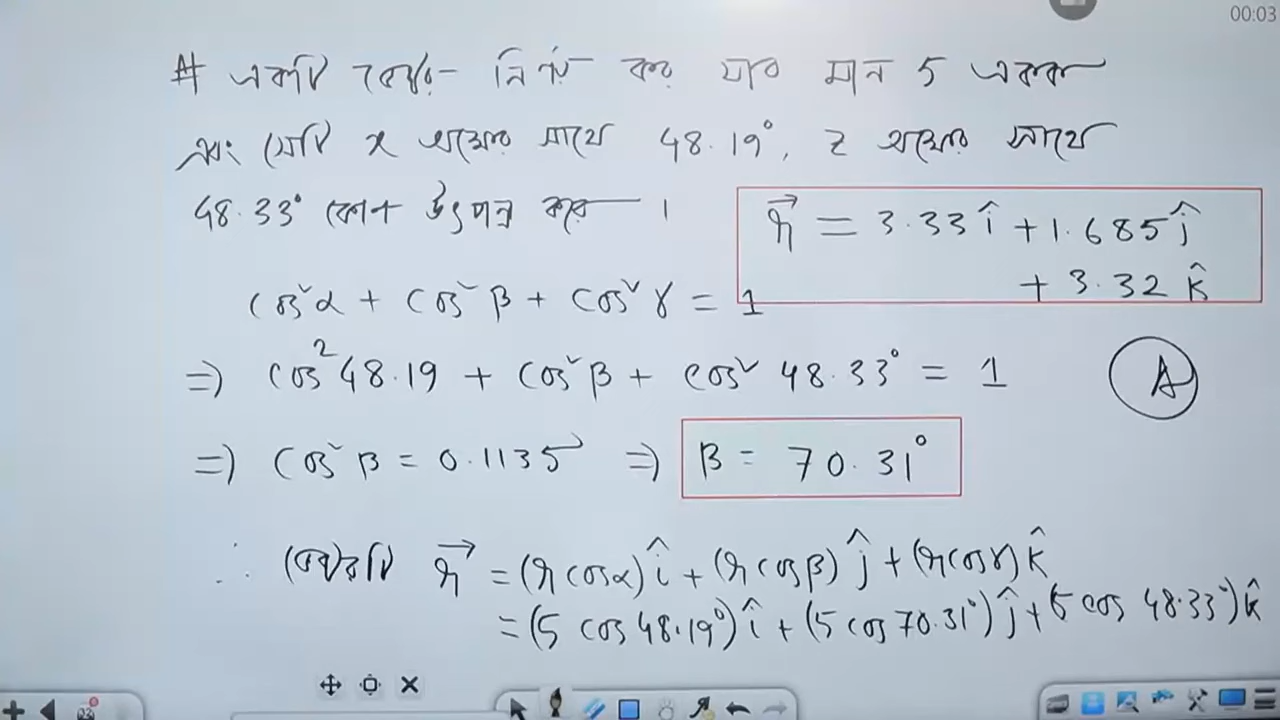 00:03
# একটি ভেক্টর নির্ণয় কর যার মান 5 একক
এবং যেটি x অক্ষের সাথে 48.19°, z অক্ষের সাথে
48.33° কোণ উৎপন্ন করে ।
r⃗ = 3.33 î + 1.685 ĵ
+ 3.32 k̂
cos²α + cos²β + cos²γ = 1
⇒ cos²48.19 + cos²β + cos² 48.33° = 1
A
⇒ cos²β = 0.1135 ⇒ β = 70.31°
∴ ভেক্টরটি r⃗ = (r cosα) î + (r cosβ) ĵ + (r cosγ) k̂
= (5 cos 48.19°) î + (5 cos 70.31°) ĵ + (5 cos 48.33°) k̂